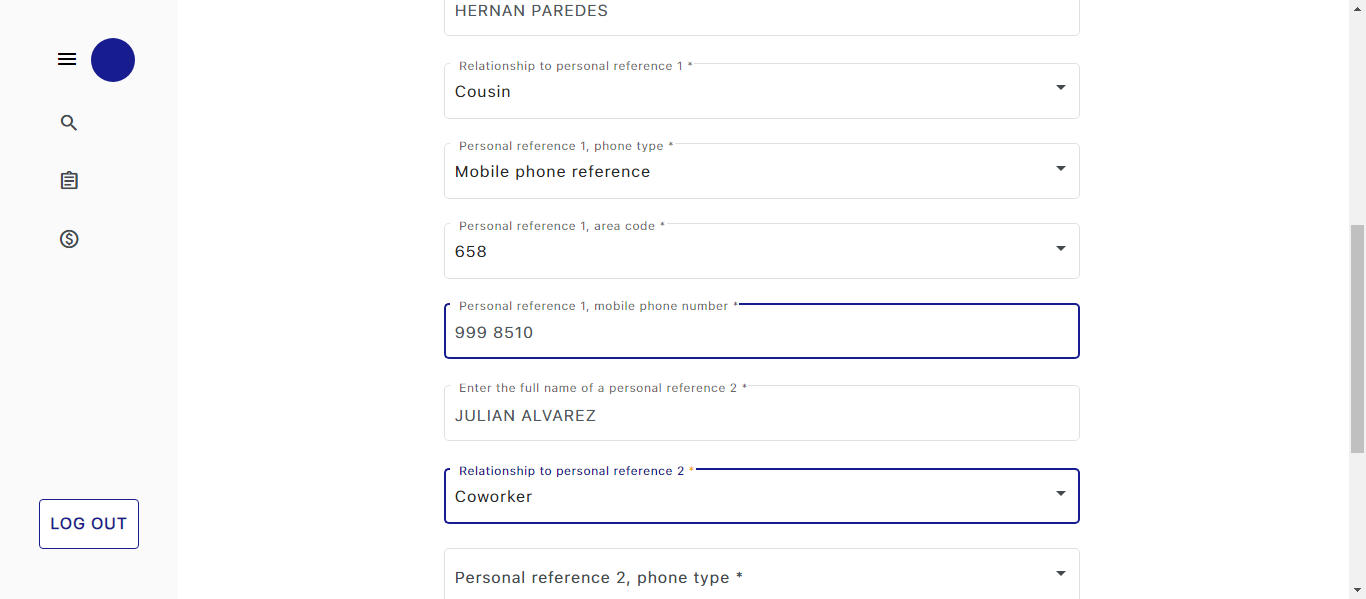 HERNAN PAREDES
Relationship to personal reference 1 *
Cousin
Personal reference 1, phone type *
Mobile phone reference
Personal reference 1, area code *
658
Personal reference 1, mobile phone number *
999 8510
Enter the full name of a personal reference 2 *
JULIAN ALVAREZ
Relationship to personal reference 2 *
Coworker
LOG OUT
Personal reference 2, phone type *